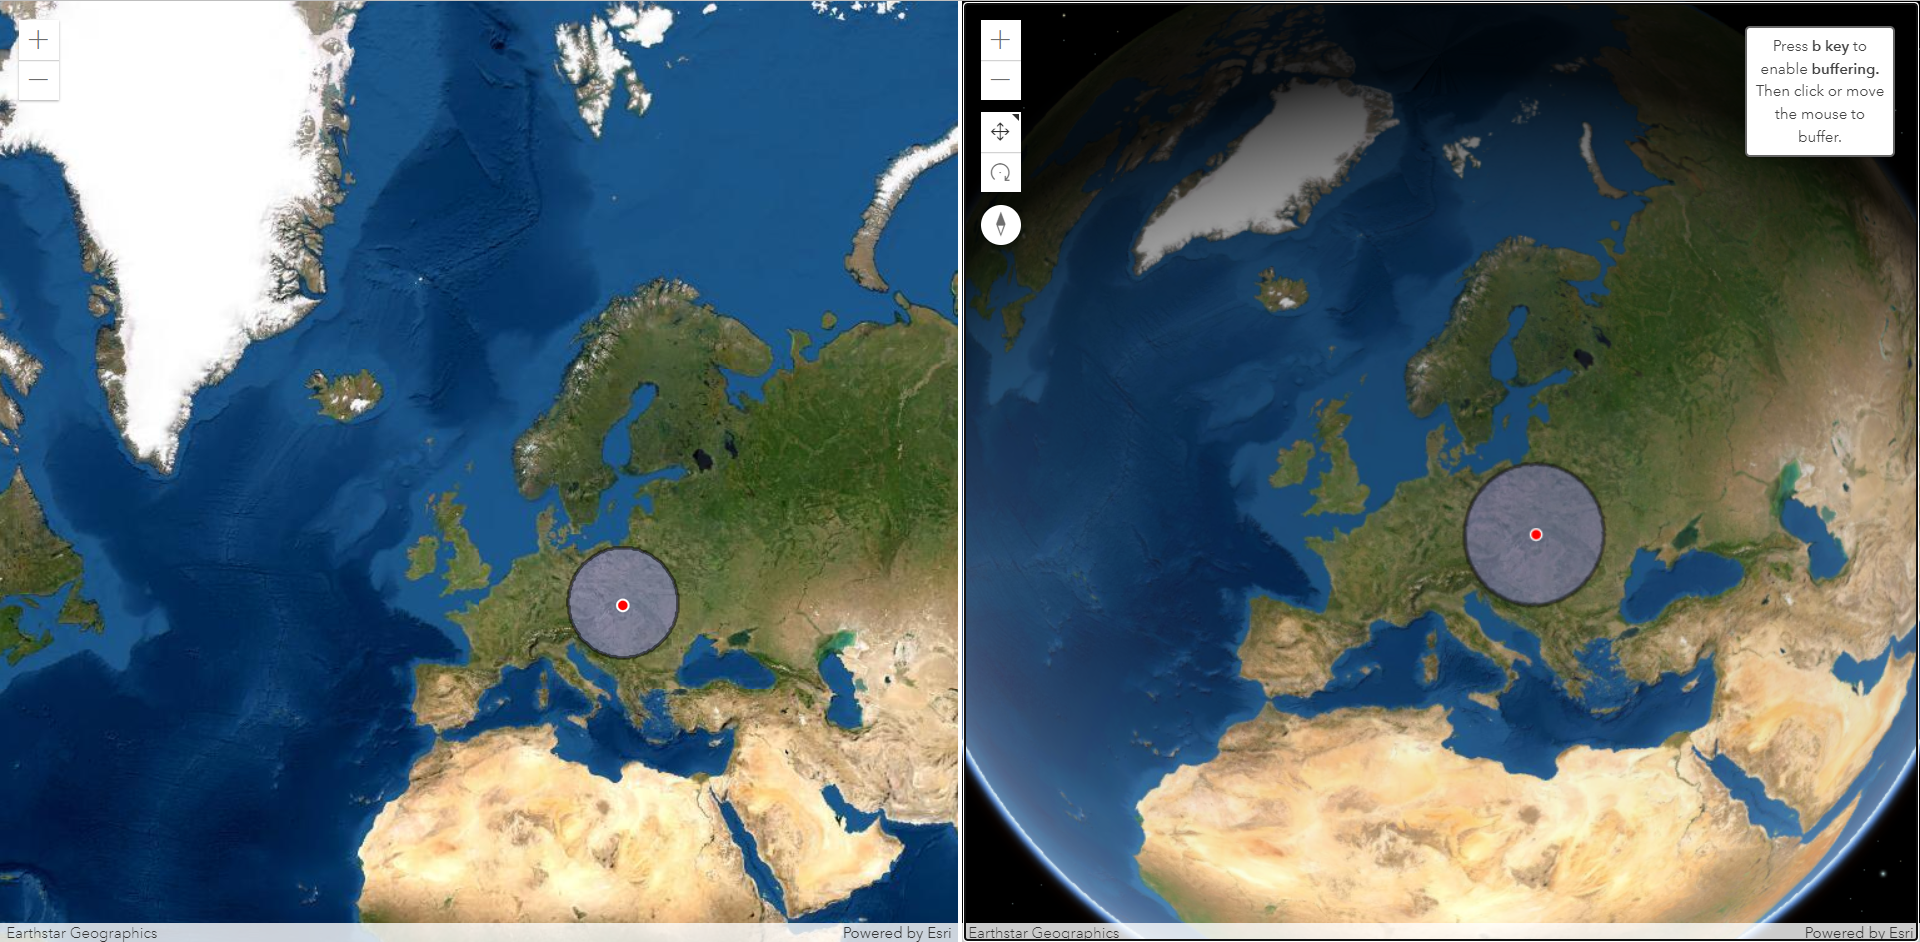 Press b key to
enable buffering.
Then click or move
the mouse to
buffer.
Earthstar Geographics
Powered by Esri
Earthstar Geographics
Powered by Esri